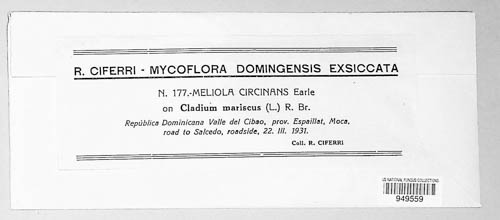 R. CIFERRI - MYCOFLORA DOMINGENSIS EXSICCATA
N. 177.-MELIOLA CIRCINANS Earle
on Cladium mariscus (L.) R. Br.
República Dominicana Valle del Cibao, prov. Espaillat, Moca,
road to Salcedo, roadside, 22. III. 1931.
Coll. R. CIFERRI
US NATIONAL FUNGUS COLLECTIONS
949559